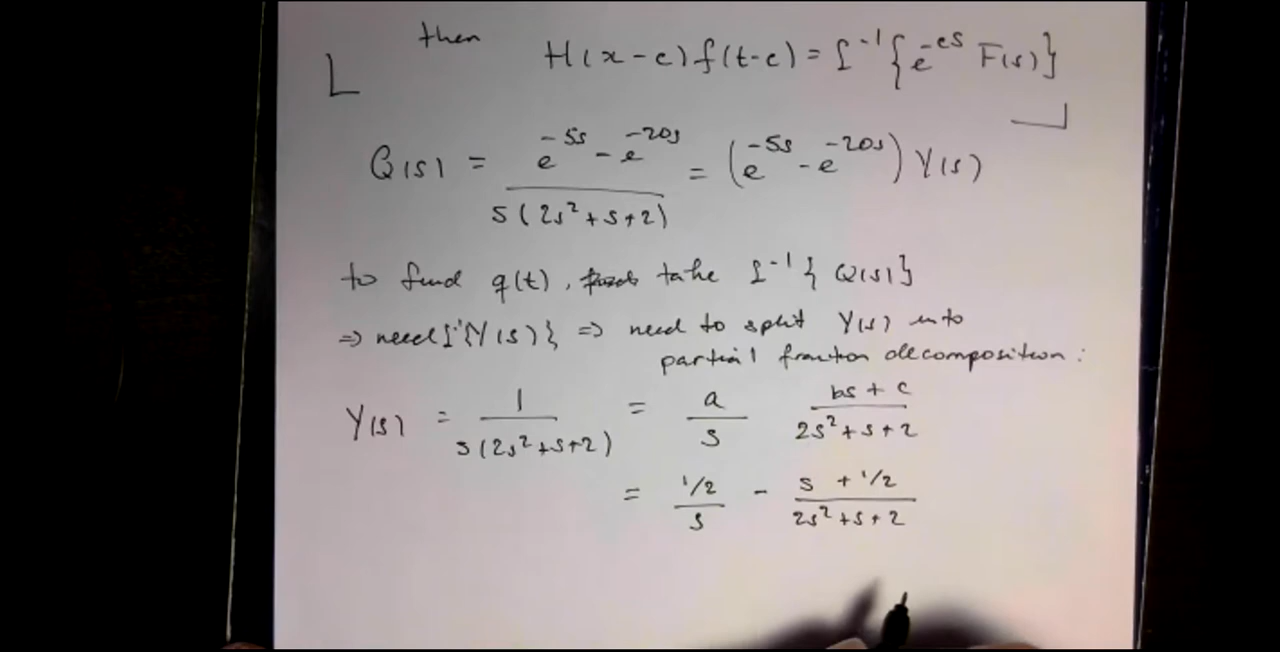 then H(x-c)f(t-c) = ℒ⁻¹{e^{-cs} F(s)}
Q(s) = (e^{-5s} - e^{-20s}) / (s(2s²+s+2)) = (e^{-5s} - e^{-20s}) Y(s)
to find q(t), take ℒ⁻¹{Q(s)}
⇒ need ℒ⁻¹{Y(s)} ⇒ need to split Y(s) into
partial fraction decomposition:
Y(s) = 1 / (s(2s²+s+2)) = a/s (bs + c)/(2s²+s+2)
= (1/2)/s - (s + 1/2)/(2s²+s+2)